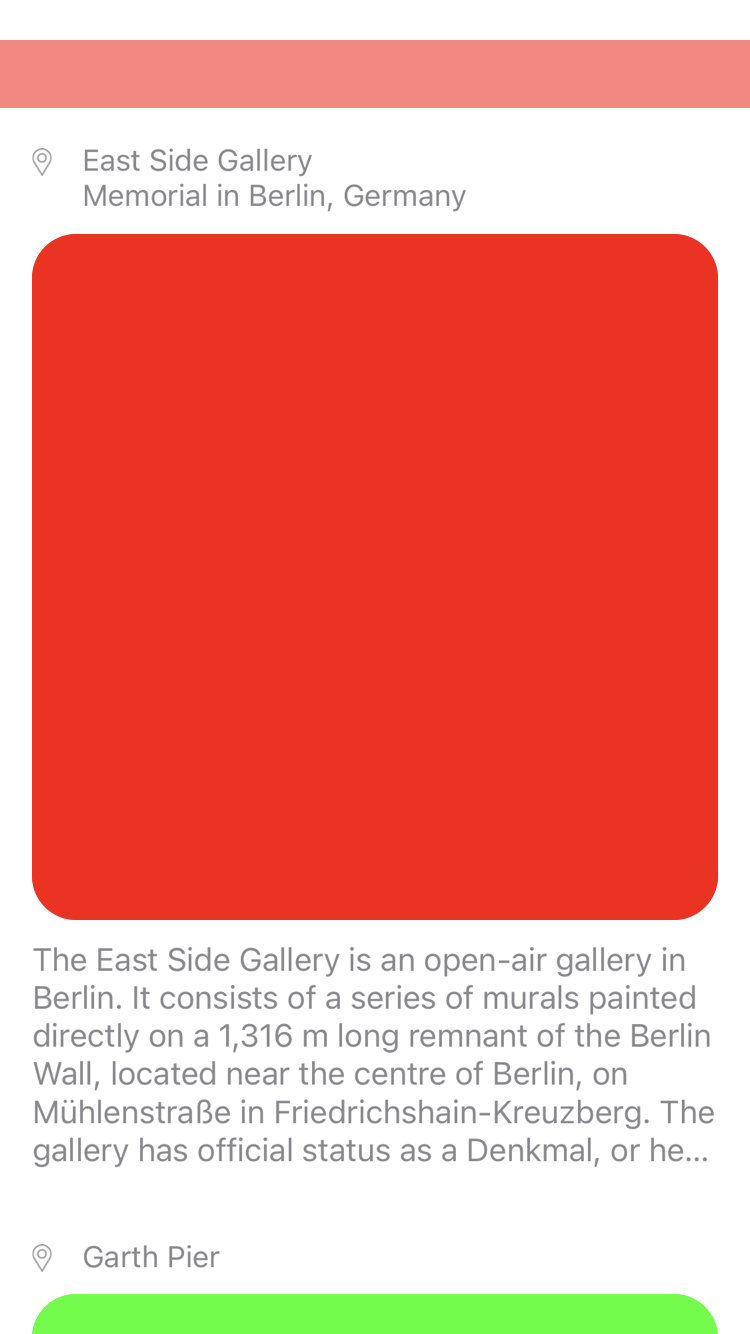 East Side Gallery
Memorial in Berlin, Germany
The East Side Gallery is an open-air gallery in
Berlin. It consists of a series of murals painted
directly on a 1,316 m long remnant of the Berlin
Wall, located near the centre of Berlin, on
Mühlenstraße in Friedrichshain-Kreuzberg. The
gallery has official status as a Denkmal, or he...
Garth Pier